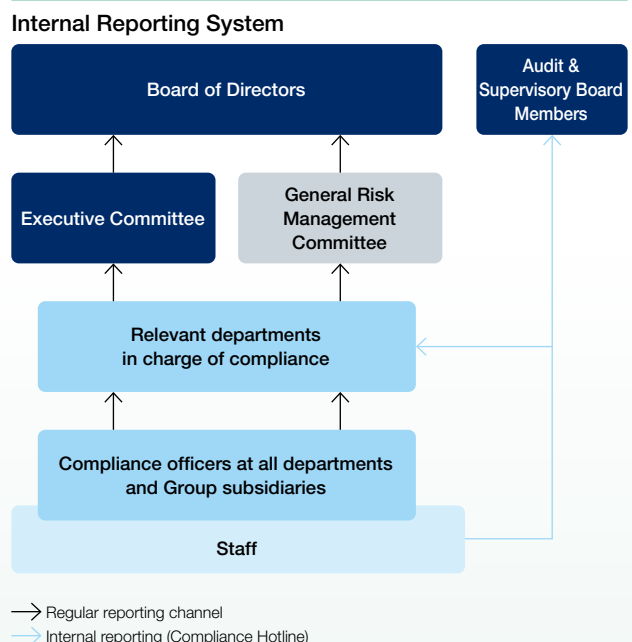 Internal Reporting System
Board of Directors
Audit &
Supervisory Board
Members
Executive Committee
General Risk
Management
Committee
Relevant departments
in charge of compliance
Compliance officers at all departments
and Group subsidiaries
Staff
Regular reporting channel
Internal reporting (Compliance Hotline)